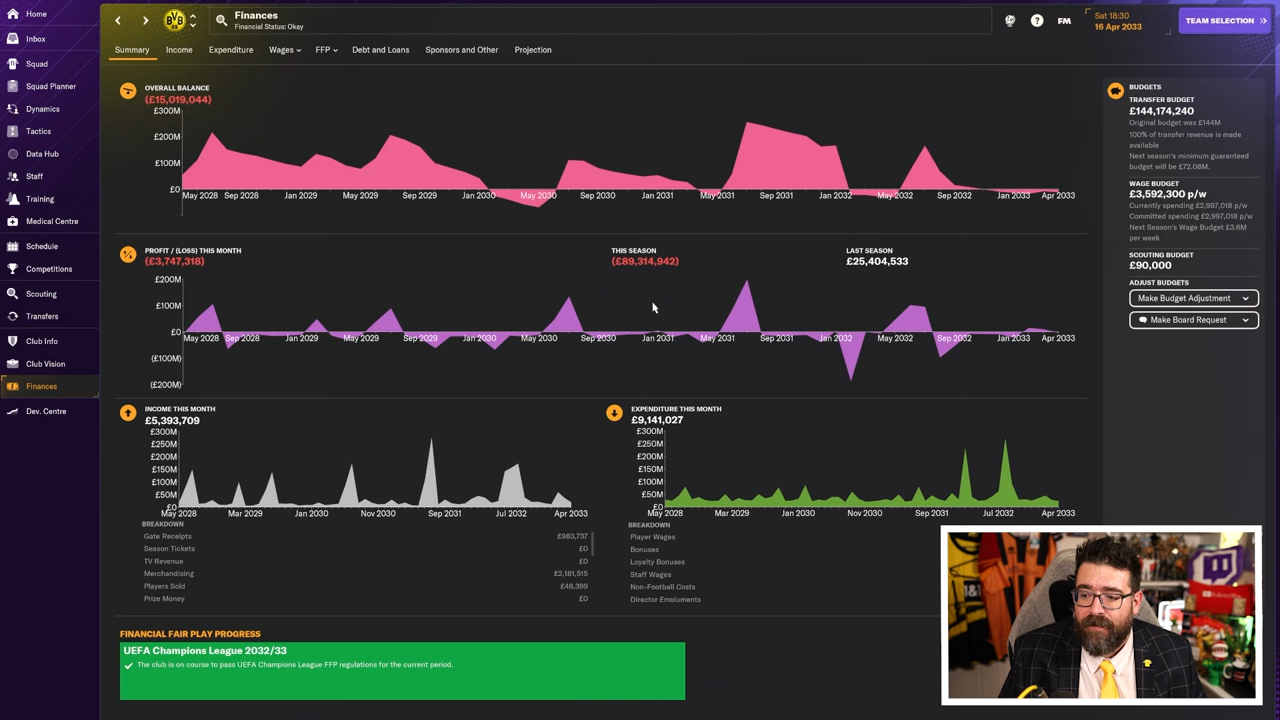 Home
Inbox
Squad
Squad Planner
Dynamics
Tactics
Data Hub
Staff
Training
Medical Centre
Schedule
Competitions
Scouting
Transfers
Club Info
Club Vision
Finances
Dev. Centre
BVB
09
Finances
Financial Status: Okay
FM
Sat 18:30
16 Apr 2033
TEAM SELECTION
Summary
Income
Expenditure
Wages
FFP
Debt and Loans
Sponsors and Other
Projection
OVERALL BALANCE
(£15,019,044)
£300M
£200M
£100M
£0
May 2028 Sep 2028 Jan 2029 May 2029 Sep 2029 Jan 2030 May 2030 Sep 2030 Jan 2031 May 2031 Sep 2031 Jan 2032 May 2032 Sep 2032 Jan 2033 Apr 2033
PROFIT / (LOSS) THIS MONTH
(£3,747,318)
THIS SEASON
(£89,314,942)
LAST SEASON
£25,404,533
£200M
£100M
£0
(£100M)
(£200M)
May 2028 Sep 2028 Jan 2029 May 2029 Sep 2029 Jan 2030 May 2030 Sep 2030 Jan 2031 May 2031 Sep 2031 Jan 2032 May 2032 Sep 2032 Jan 2033 Apr 2033
INCOME THIS MONTH
£5,393,709
£300M
£250M
£200M
£150M
£100M
£50M
£0
May 2028 Mar 2029 Jan 2030 Nov 2030 Sep 2031 Jul 2032 Apr 2033
BREAKDOWN
Gate Receipts £983,737
Season Tickets £0
TV Revenue £0
Merchandising £2,181,515
Players Sold £48,399
Prize Money £0
EXPENDITURE THIS MONTH
£9,141,027
£300M
£250M
£200M
£150M
£100M
£50M
£0
May 2028 Mar 2029 Jan 2030 Nov 2030 Sep 2031 Jul 2032 Apr 2033
BREAKDOWN
Player Wages
Bonuses
Loyalty Bonuses
Staff Wages
Non-Football Costs
Director Emoluments
FINANCIAL FAIR PLAY PROGRESS
UEFA Champions League 2032/33
The club is on course to pass UEFA Champions League FFP regulations for the current period.
BUDGETS
TRANSFER BUDGET
£144,174,240
Original budget was £144M
100% of transfer revenue is made
available
Next season's minimum guaranteed
budget will be £72.08M.
WAGE BUDGET
£3,592,300 p/w
Currently spending £2,997,018 p/w
Committed spending £2,997,018 p/w
Next Season's Wage Budget £3.6M
per week
SCOUTING BUDGET
£90,000
ADJUST BUDGETS
Make Budget Adjustment
Make Board Request
1&1